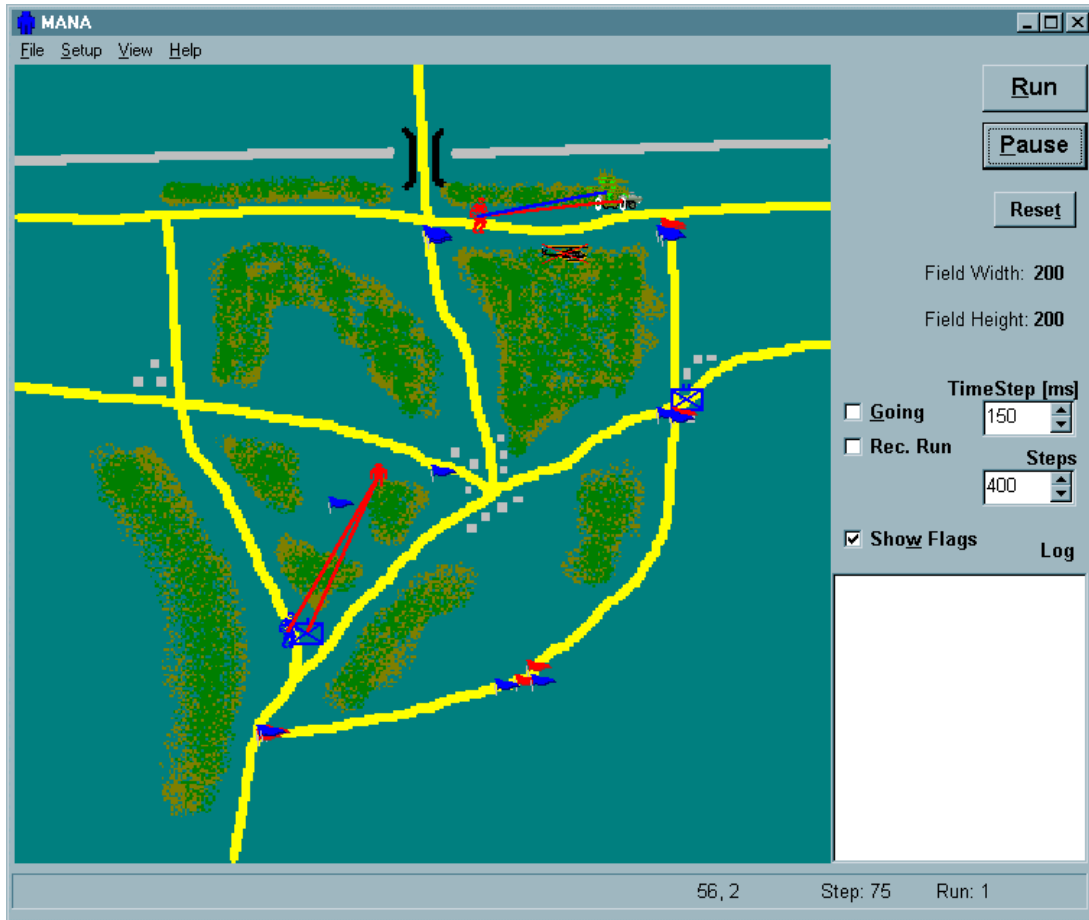 MANA
File Setup View Help
Run
Pause
Reset
Field Width: 200
Field Height: 200
TimeStep [ms]
Going
150
Rec. Run
Steps
400
Show Flags
Log
56, 2 Step: 75 Run: 1